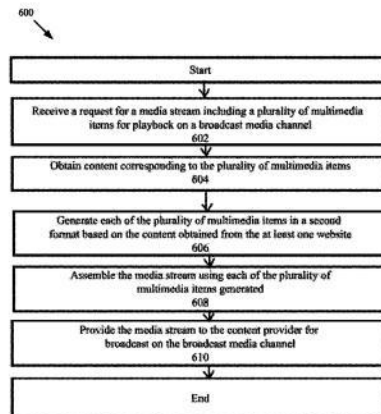 600
Start
Receive a request for a media stream including a plurality of multimedia
items for playback on a broadcast media channel
602
Obtain content corresponding to the plurality of multimedia items
604
Generate each of the plurality of multimedia items in a second
format based on the content obtained from the at least one website
606
Assemble the media stream using each of the plurality of
multimedia items generated
608
Provide the media stream to the content provider for
broadcast on the broadcast media channel
610
End